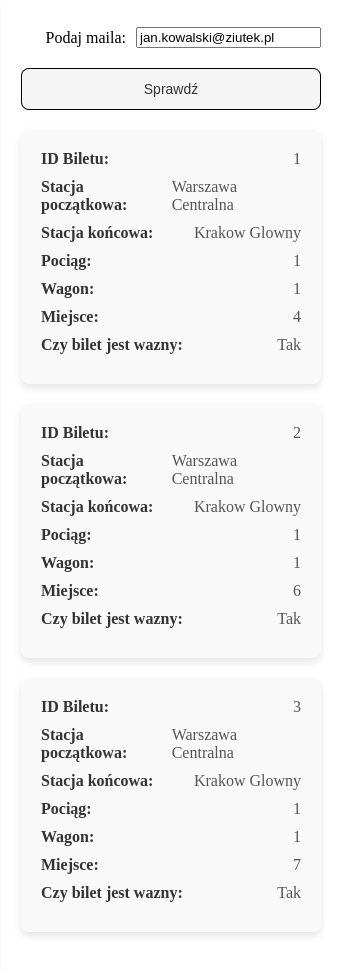 Podaj maila: jan.kowalski@ziutek.pl
Sprawdź
ID Biletu: 1
Stacja Warszawa
początkowa: Centralna
Stacja końcowa: Krakow Glowny
Pociąg: 1
Wagon: 1
Miejsce: 4
Czy bilet jest wazny: Tak
ID Biletu: 2
Stacja Warszawa
początkowa: Centralna
Stacja końcowa: Krakow Glowny
Pociąg: 1
Wagon: 1
Miejsce: 6
Czy bilet jest wazny: Tak
ID Biletu: 3
Stacja Warszawa
początkowa: Centralna
Stacja końcowa: Krakow Glowny
Pociąg: 1
Wagon: 1
Miejsce: 7
Czy bilet jest wazny: Tak